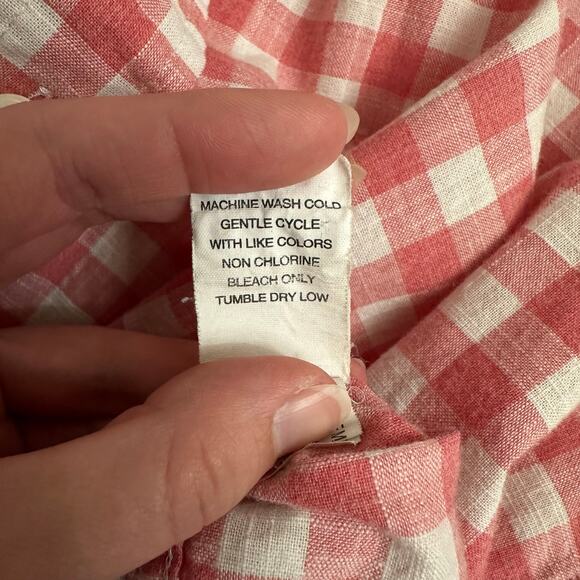 MACHINE WASH COLD
GENTLE CYCLE
WITH LIKE COLORS
NON CHLORINE
BLEACH ONLY
TUMBLE DRY LOW